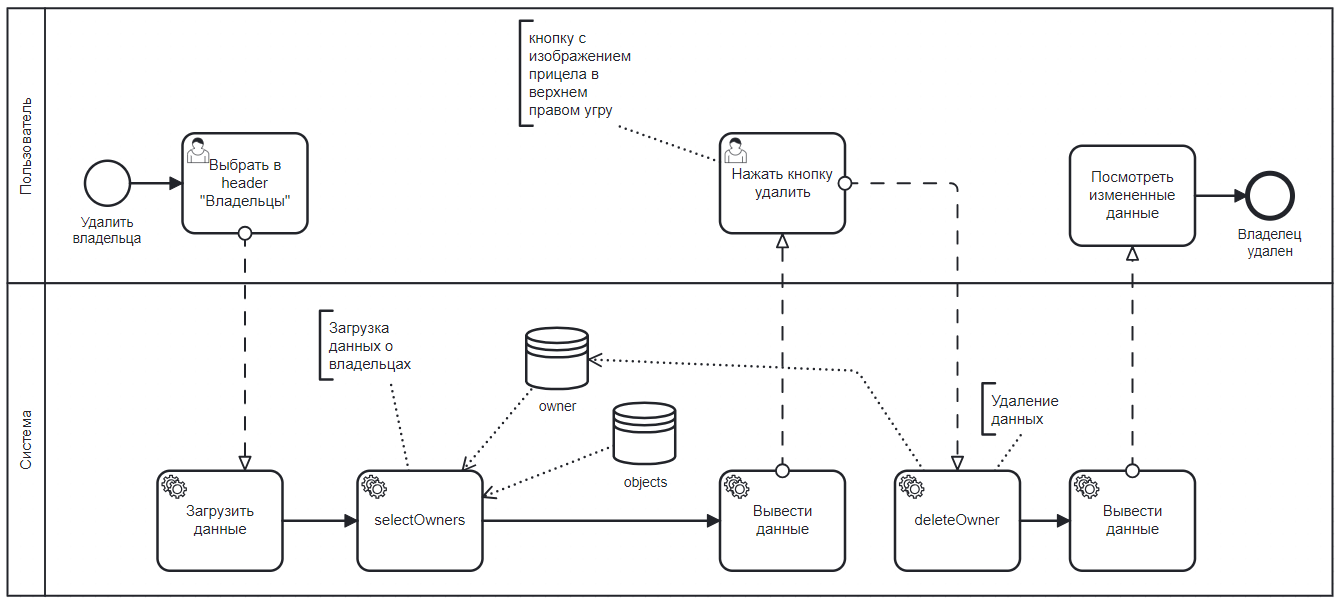 Пользователь
Удалить
владельца
Выбрать в
header
"Владельцы"
кнопку с
изображением
прицела в
верхнем
правом угру
Нажать кнопку
удалить
Посмотреть
измененные
данные
Владелец
удален
Система
Загрузка
данных о
владельцах
owner
objects
Удаление
данных
Загрузить
данные
selectOwners
Вывести
данные
deleteOwner
Вывести
данные